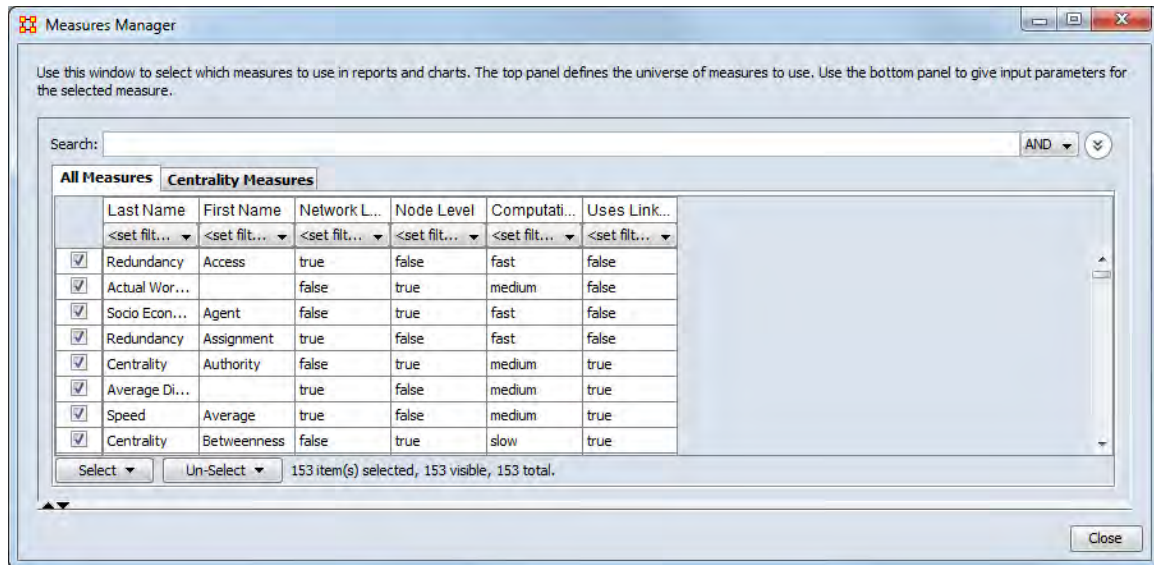 Measures Manager
Use this window to select which measures to use in reports and charts. The top panel defines the universe of measures to use. Use the bottom panel to give input parameters for
the selected measure.
Search: AND
All Measures Centrality Measures
Last Name First Name Network L... Node Level Computati... Uses Link...
<set filt... <set filt... <set filt... <set filt... <set filt... <set filt...
Redundancy Access true false fast false
Actual Wor... false true medium false
Socio Econ... Agent false true fast false
Redundancy Assignment true false fast false
Centrality Authority false true medium true
Average Di... true false medium true
Speed Average true false medium true
Centrality Betweenness false true slow true
Select Un-Select 153 item(s) selected, 153 visible, 153 total.
Close